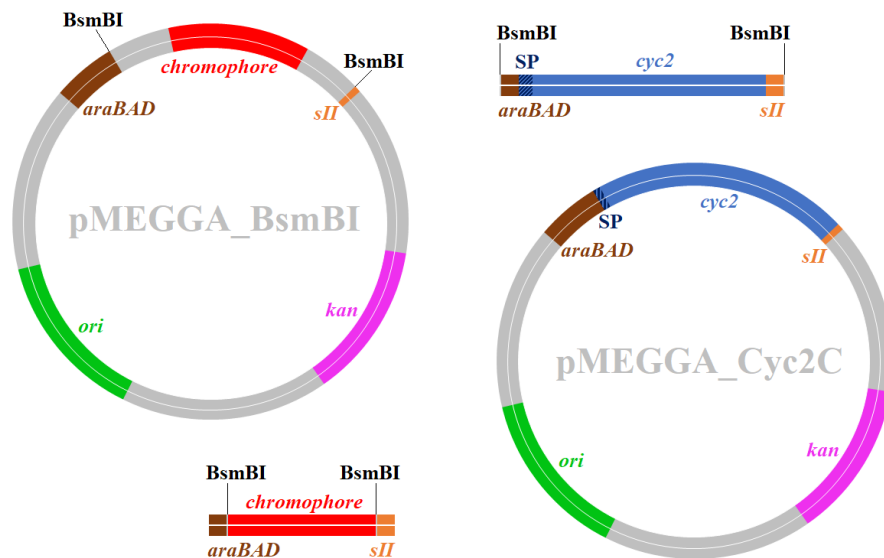 BsmBI
chromophore
BsmBI
araBAD
sII
pMEGGA_BsmBI
kan
ori
BsmBI
BsmBI
SP
cyc2
araBAD
sII
cyc2
SP
araBAD
sII
pMEGGA_Cyc2C
kan
ori
BsmBI
BsmBI
chromophore
araBAD
sII